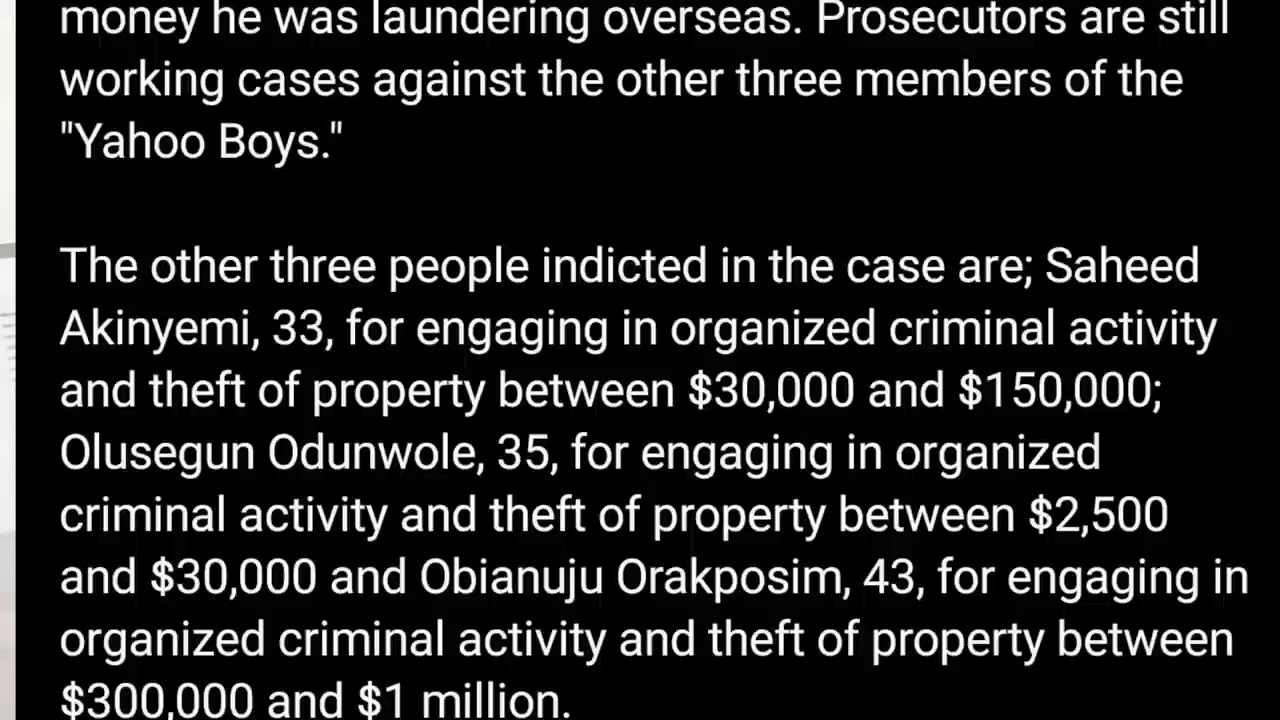 money he was laundering overseas. Prosecutors are still
working cases against the other three members of the
"Yahoo Boys."
The other three people indicted in the case are; Saheed
Akinyemi, 33, for engaging in organized criminal activity
and theft of property between $30,000 and $150,000;
Olusegun Odunwole, 35, for engaging in organized
criminal activity and theft of property between $2,500
and $30,000 and Obianuju Orakposim, 43, for engaging in
organized criminal activity and theft of property between
$300,000 and $1 million.